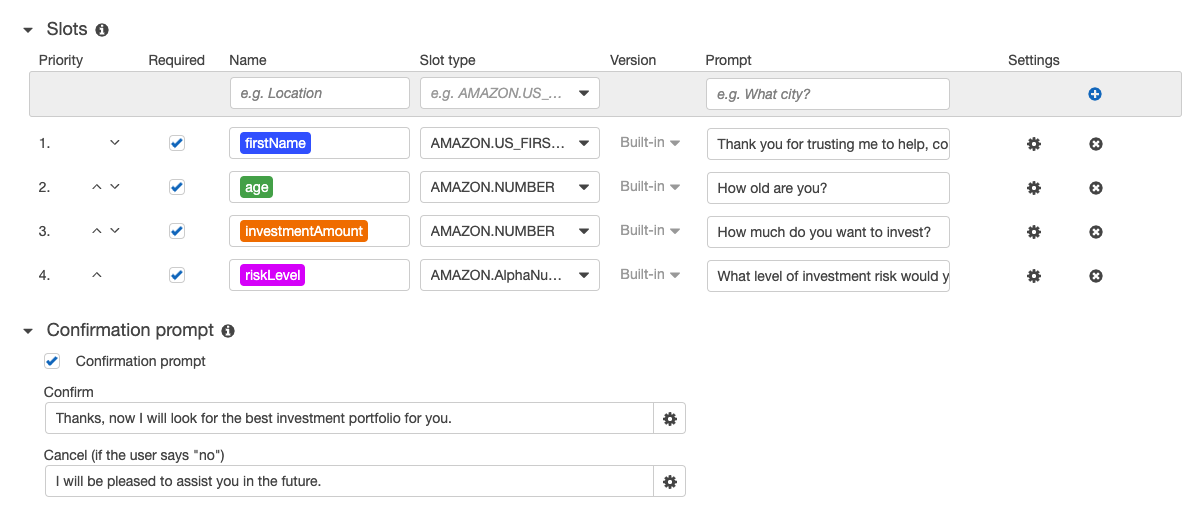 Slots
Priority Required Name Slot type Version Prompt Settings
e.g. Location e.g. AMAZON.US_... e.g. What city?
1. firstName AMAZON.US_FIRS... Built-in Thank you for trusting me to help, co
2. age AMAZON.NUMBER Built-in How old are you?
3. investmentAmount AMAZON.NUMBER Built-in How much do you want to invest?
4. riskLevel AMAZON.AlphaNu... Built-in What level of investment risk would y
Confirmation prompt
Confirmation prompt
Confirm
Thanks, now I will look for the best investment portfolio for you.
Cancel (if the user says "no")
I will be pleased to assist you in the future.